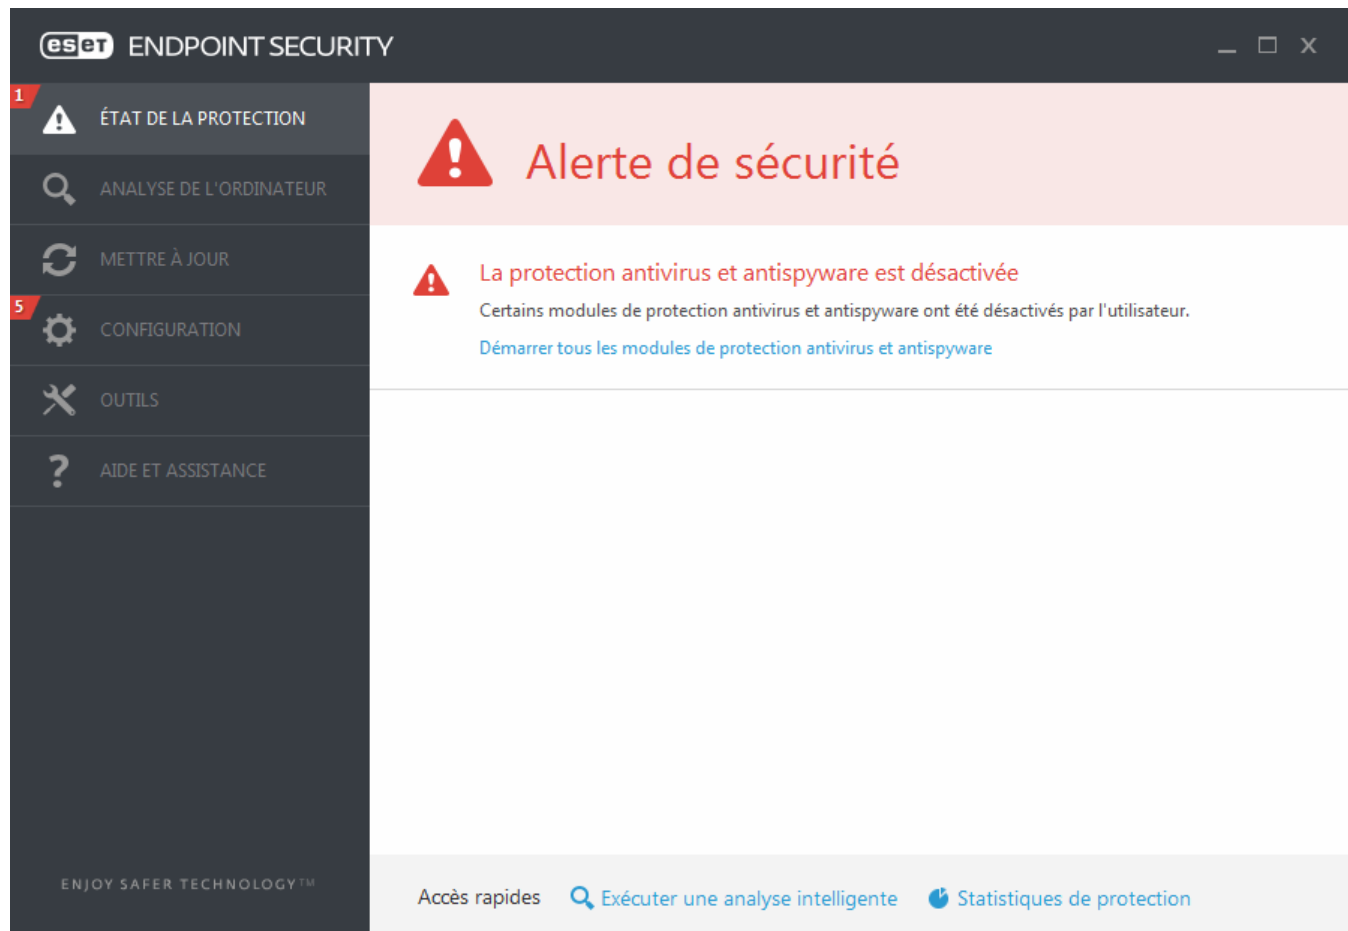 eset ENDPOINT SECURITY
1
ÉTAT DE LA PROTECTION
ANALYSE DE L'ORDINATEUR
METTRE À JOUR
5
CONFIGURATION
OUTILS
AIDE ET ASSISTANCE
ENJOY SAFER TECHNOLOGY™
Alerte de sécurité
La protection antivirus et antispyware est désactivée
Certains modules de protection antivirus et antispyware ont été désactivés par l'utilisateur.
Démarrer tous les modules de protection antivirus et antispyware
Accès rapides Exécuter une analyse intelligente Statistiques de protection